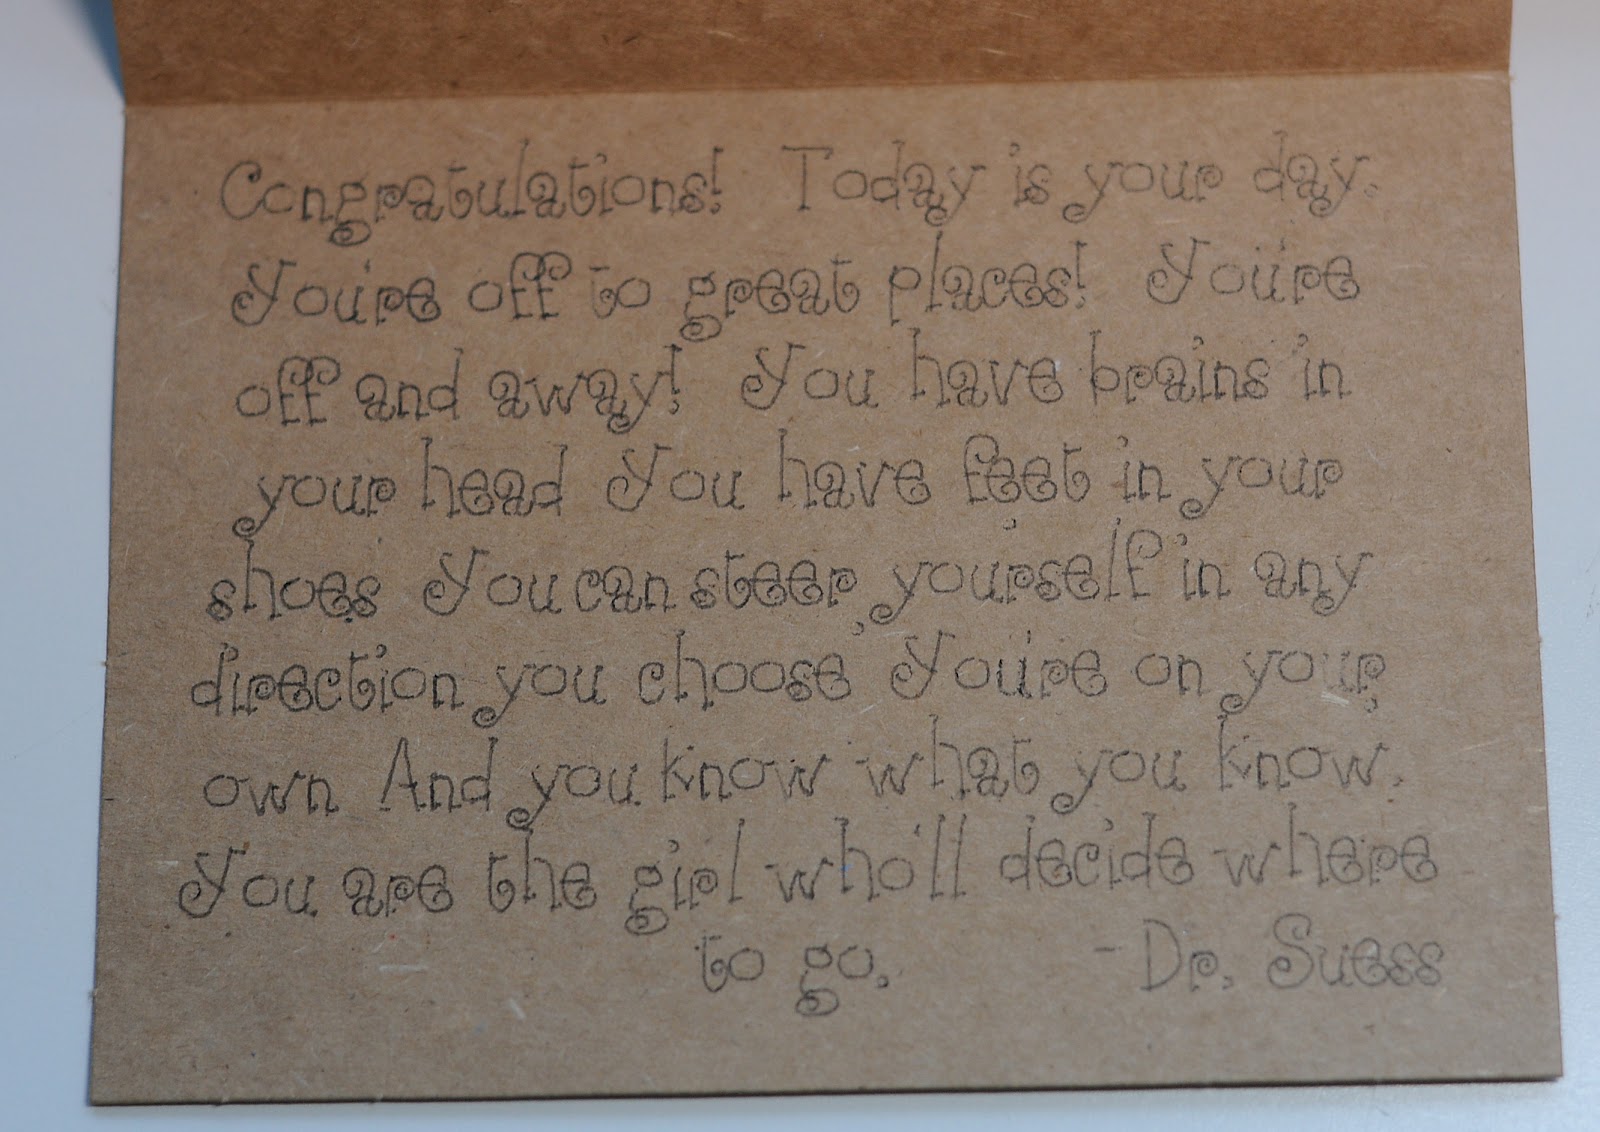 Congratulations! Today is your day.
You're off to great places! You're
off and away! You have brains in
your head You have feet in your
shoes You can steer yourself in any
direction you choose You're on your
own And you know what you know.
You are the girl who'll decide where
to go. - Dr. Suess